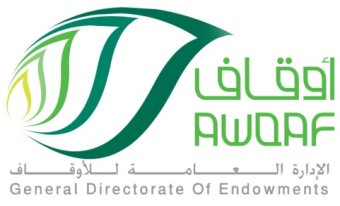 أوقاف
AWQAF
الإدارة العامة للأوقاف
General Directorate Of Endowments